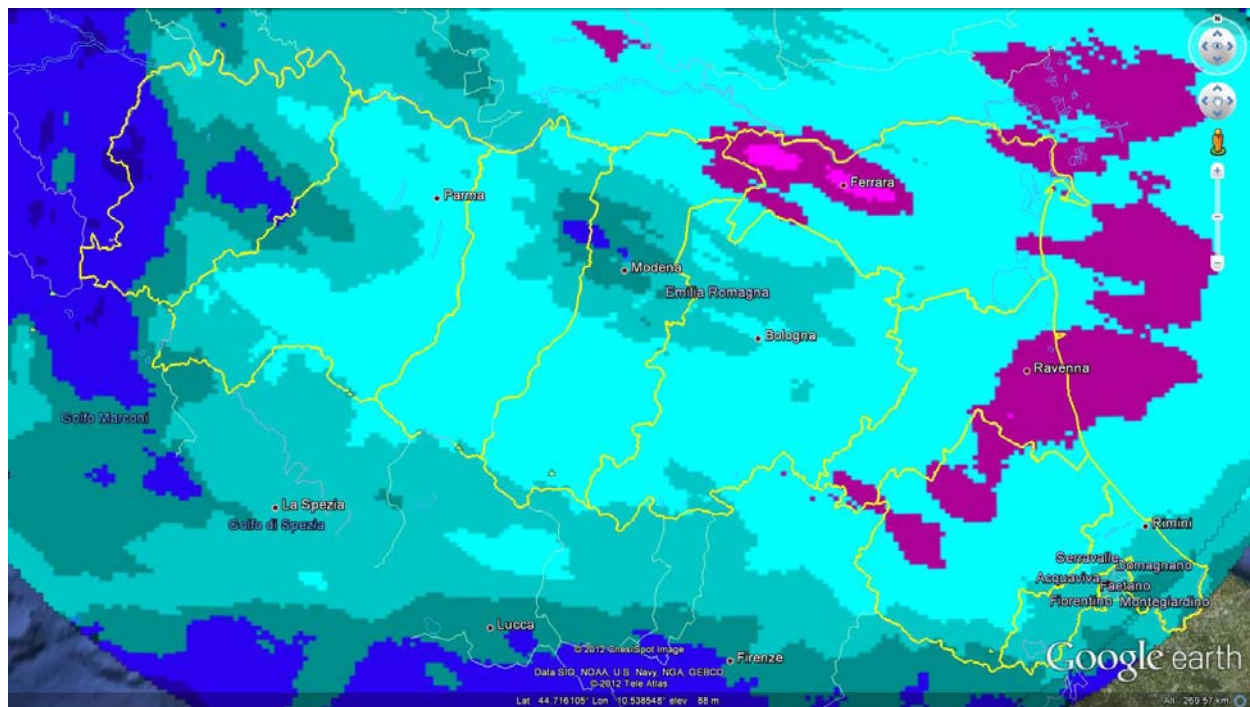 N
Ferrara
Parma
Modena
Emilia Romagna
Bologna
Ravenna
Golfo Marconi
La Spezia
Golfo di Spezia
Rimini
Serravalle
Domagnano
Acquaviva
Faetano
Fiorentino
Montegiardino
Lucca
© 2012 Cnes/Spot Image
Firenze
Data SIO, NOAA, U.S. Navy, NGA, GEBCO
© 2012 Tele Atlas
Google earth
Lat 44.716105° Lon 10.538548° elev 88 m
Alt 269.57 km